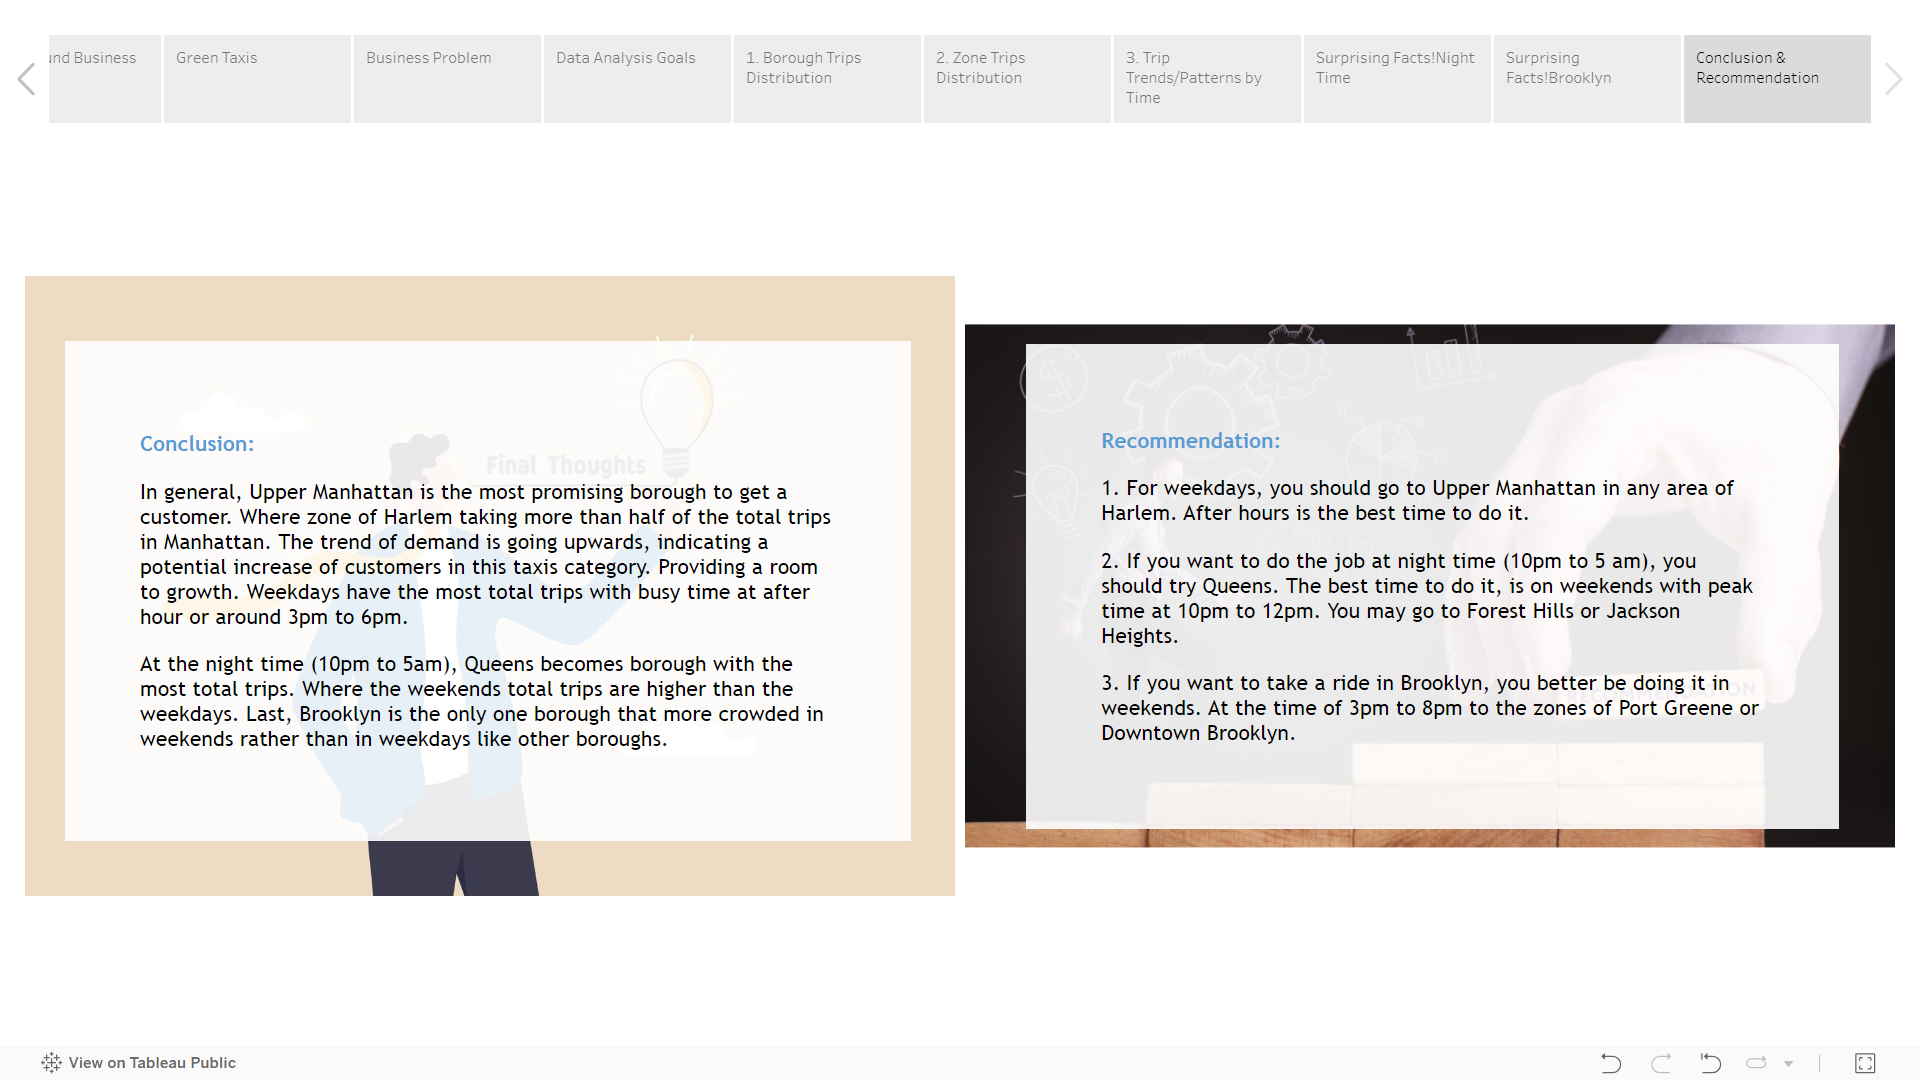 und Business
Green Taxis
Business Problem
Data Analysis Goals
1. Borough Trips
Distribution
2. Zone Trips
Distribution
3. Trip
Trends/Patterns by
Time
Surprising Facts!Night
Time
Surprising
Facts!Brooklyn
Conclusion &
Recommendation
Final Thoughts
Conclusion:
In general, Upper Manhattan is the most promising borough to get a
customer. Where zone of Harlem taking more than half of the total trips
in Manhattan. The trend of demand is going upwards, indicating a
potential increase of customers in this taxis category. Providing a room
to growth. Weekdays have the most total trips with busy time at after
hour or around 3pm to 6pm.
At the night time (10pm to 5am), Queens becomes borough with the
most total trips. Where the weekends total trips are higher than the
weekdays. Last, Brooklyn is the only one borough that more crowded in
weekends rather than in weekdays like other boroughs.
A
B
C
Recommendation:
1. For weekdays, you should go to Upper Manhattan in any area of
Harlem. After hours is the best time to do it.
2. If you want to do the job at night time (10pm to 5 am), you
should try Queens. The best time to do it, is on weekends with peak
time at 10pm to 12pm. You may go to Forest Hills or Jackson
Heights.
3. If you want to take a ride in Brooklyn, you better be doing it in
weekends. At the time of 3pm to 8pm to the zones of Port Greene or
Downtown Brooklyn.
RECOMMENDATION
View on Tableau Public